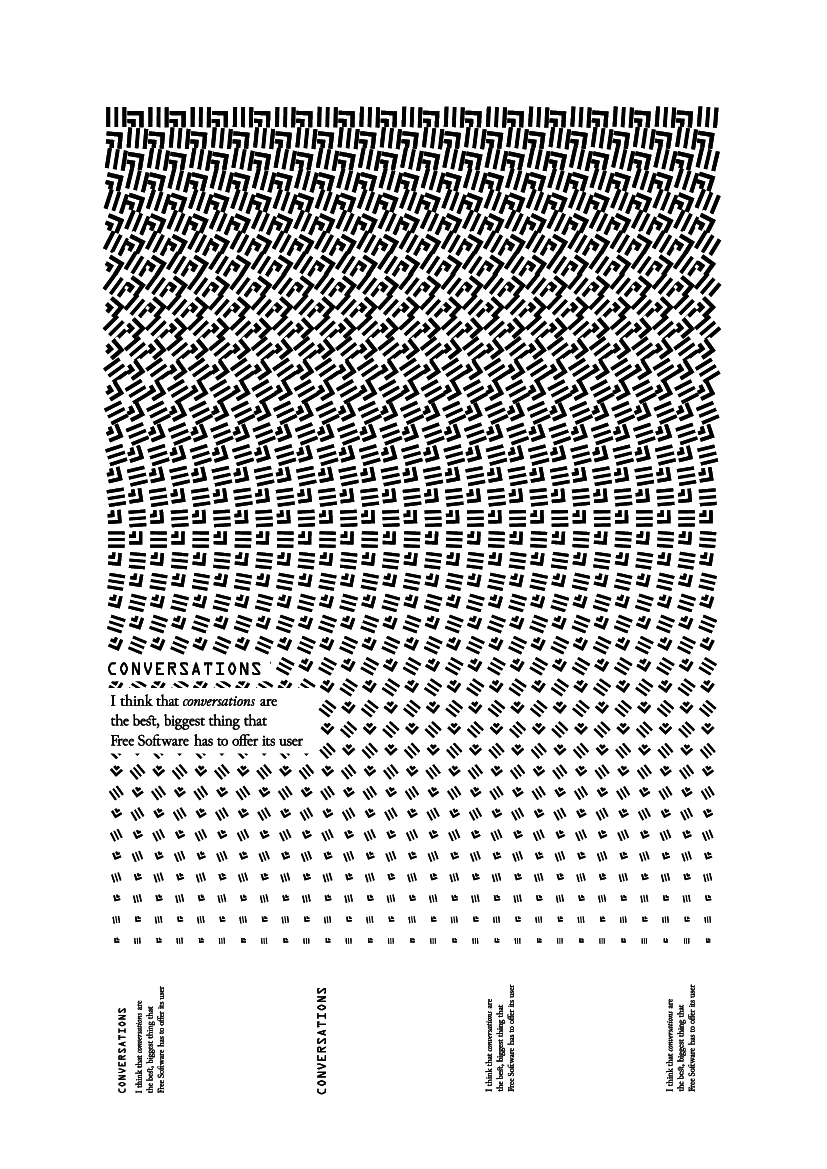 CONVERSATIONS
I think that conversations are
the best, biggest thing that
Free Software has to offer its user
CONVERSATIONS
I think that conversations are
the best, biggest thing that
Free Software has to offer its user
CONVERSATIONS
I think that conversations are
the best, biggest thing that
Free Software has to offer its user
I think that conversations are
the best, biggest thing that
Free Software has to offer its user